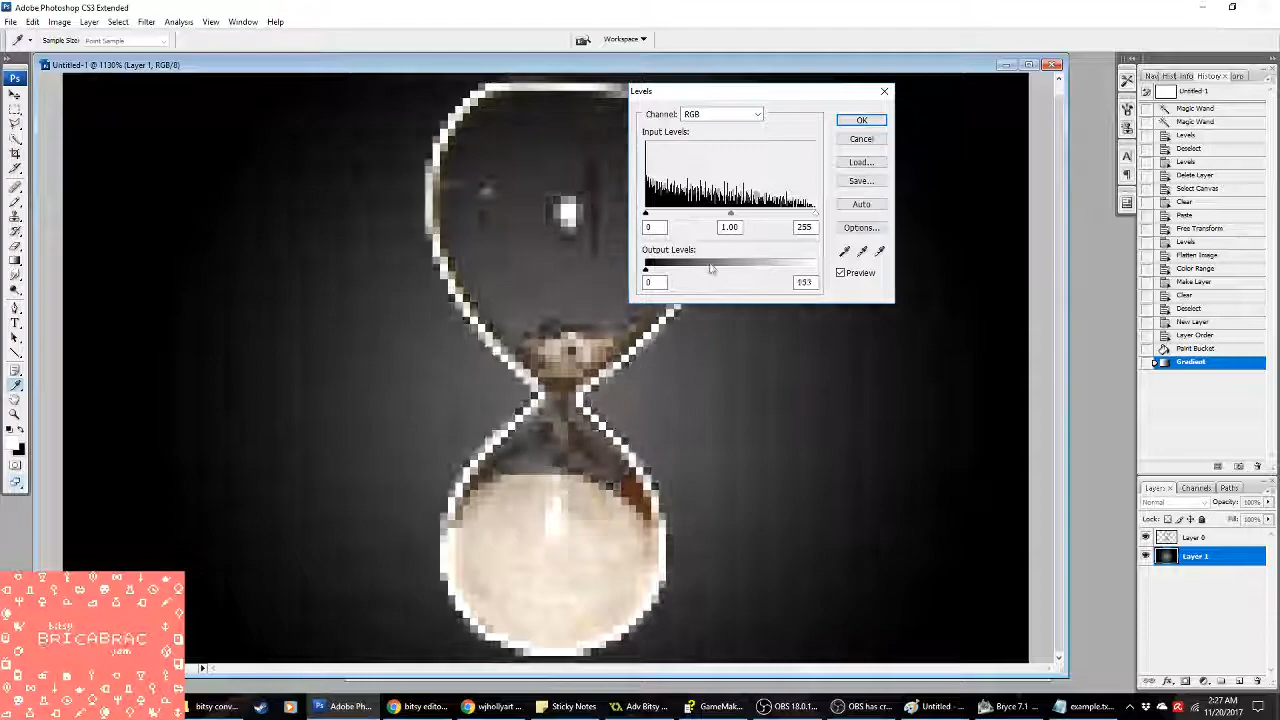 Adobe Photoshop CS3 Extended
File Edit Image Layer Select Filter Analysis View Window Help
Sample Size: Point Sample Workspace
Untitled-1 @ 1130% (Layer 1, RGB/8)
Levels
Channel: RGB
Input Levels:
0 1.00 255
Output Levels:
0
OK
Cancel
Load...
Save...
Auto
Options...
Preview
History
Untitled-1
Magic Wand
Magic Wand
Levels
Deselect
Levels
Delete Layer
Select Canvas
Clear
Paste
Free Transform
Levels
Flatten Image
Color Range
Make Layer
Clear
Deselect
New Layer
Layer Order
Paint Bucket
Gradient
Layers Channels Paths
Normal Opacity: 100%
Lock: Fill: 100%
Layer 0
Layer 1
bitsy
BRICABRAC
jam
bitsy conv... Adobe Ph... bitsy edito... wjhollyart ... Sticky Notes Adv Bitsy ... GameMak... OBS 18.0.1... OBS has cr... Untitled - ... Bryce 7.1 ... example.tx...
2:27 AM
11/20/2017